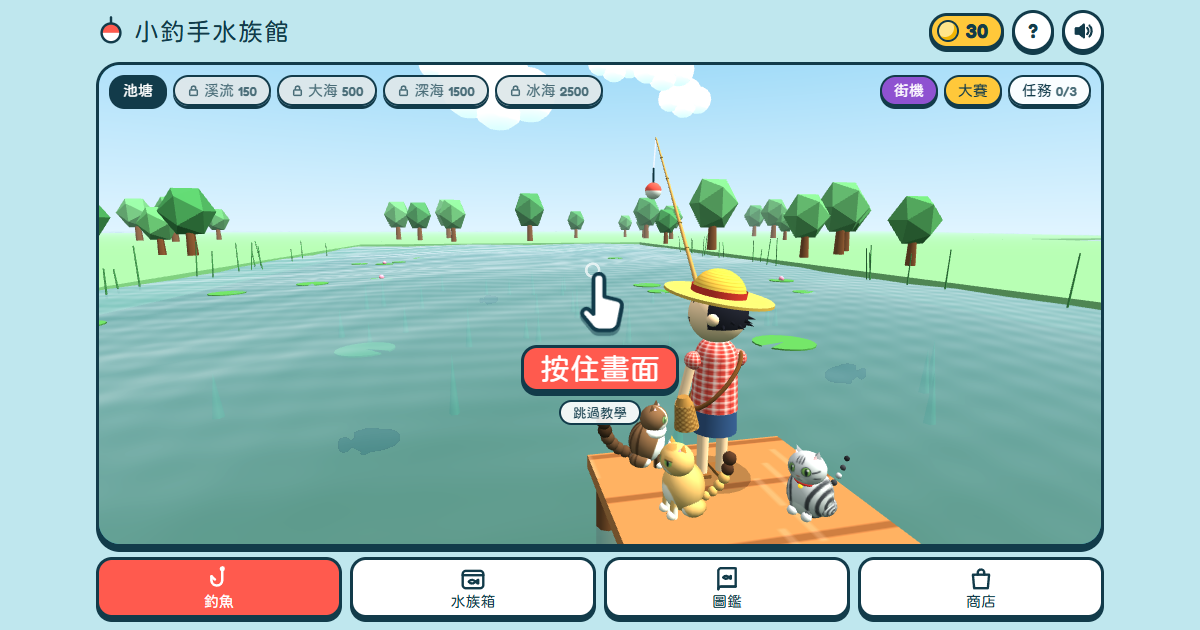 小釣手水族館
30
?
池塘
溪流 150
大海 500
深海 1500
冰海 2500
街機
大賽
任務 0/3
按住畫面
跳過教學
釣魚
水族箱
圖鑑
商店